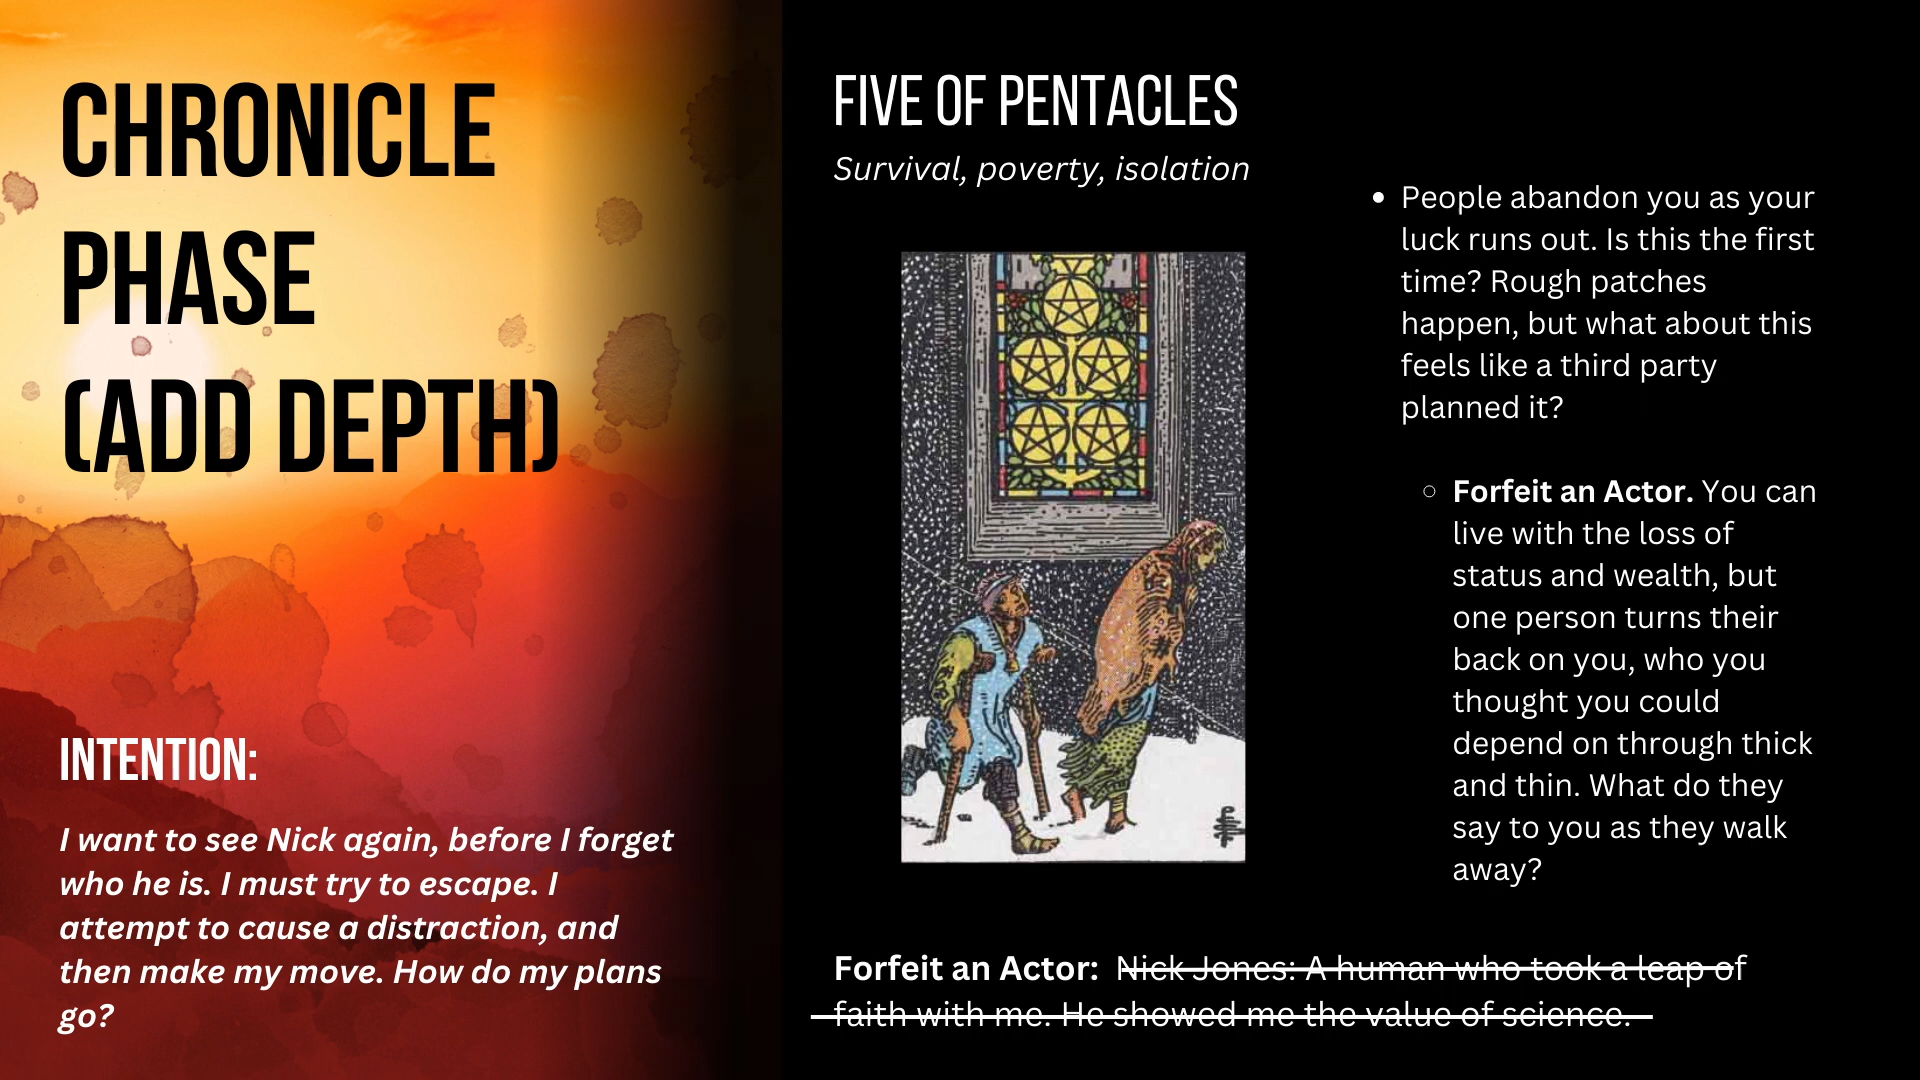 CHRONICLE
PHASE
(ADD DEPTH)
INTENTION:
I want to see Nick again, before I forget
who he is. I must try to escape. I
attempt to cause a distraction, and
then make my move. How do my plans
go?
FIVE OF PENTACLES
Survival, poverty, isolation
• People abandon you as your
luck runs out. Is this the first
time? Rough patches
happen, but what about this
feels like a third party
planned it?
○ Forfeit an Actor. You can
live with the loss of
status and wealth, but
one person turns their
back on you, who you
thought you could
depend on through thick
and thin. What do they
say to you as they walk
away?
Forfeit an Actor: Nick Jones: A human who took a leap of
faith with me. He showed me the value of science.